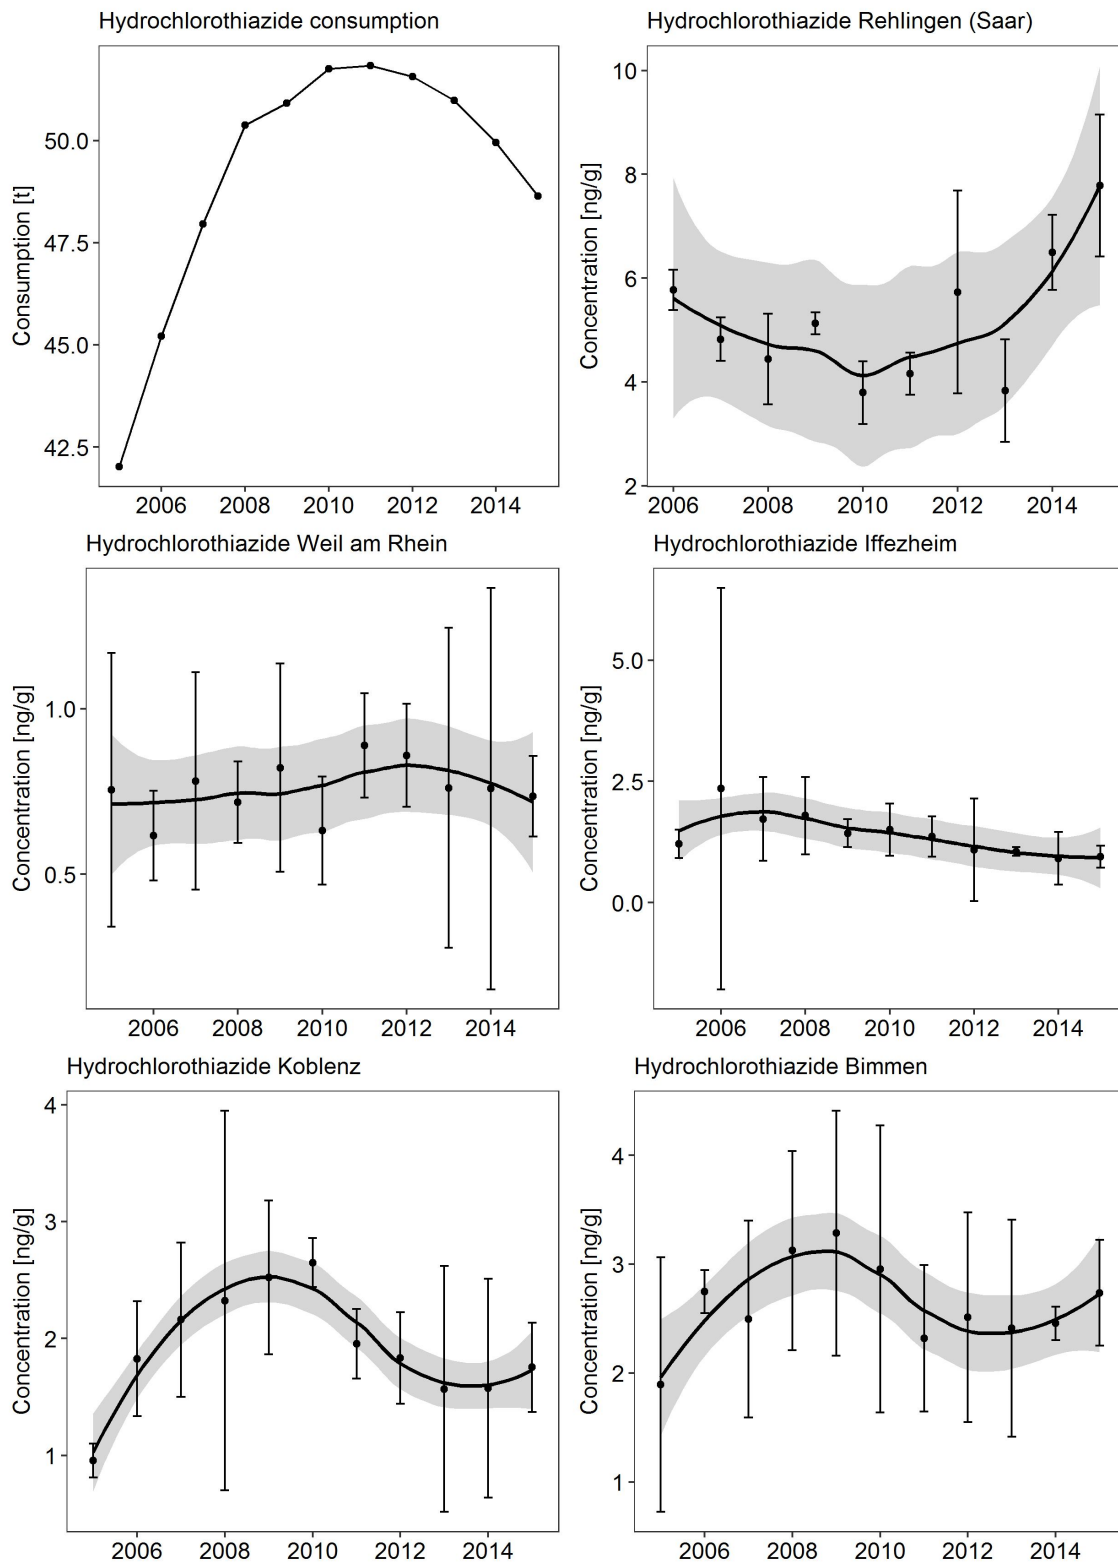 Hydrochlorothiazide consumption
Consumption [t]
50.0
47.5
45.0
42.5
2006 2008 2010 2012 2014
Hydrochlorothiazide Rehlingen (Saar)
Concentration [ng/g]
10
8
6
4
2
2006 2008 2010 2012 2014
Hydrochlorothiazide Weil am Rhein
Concentration [ng/g]
1.0
0.5
2006 2008 2010 2012 2014
Hydrochlorothiazide Iffezheim
Concentration [ng/g]
5.0
2.5
0.0
2006 2008 2010 2012 2014
Hydrochlorothiazide Koblenz
Concentration [ng/g]
4
3
2
1
2006 2008 2010 2012 2014
Hydrochlorothiazide Bimmen
Concentration [ng/g]
4
3
2
1
2006 2008 2010 2012 2014